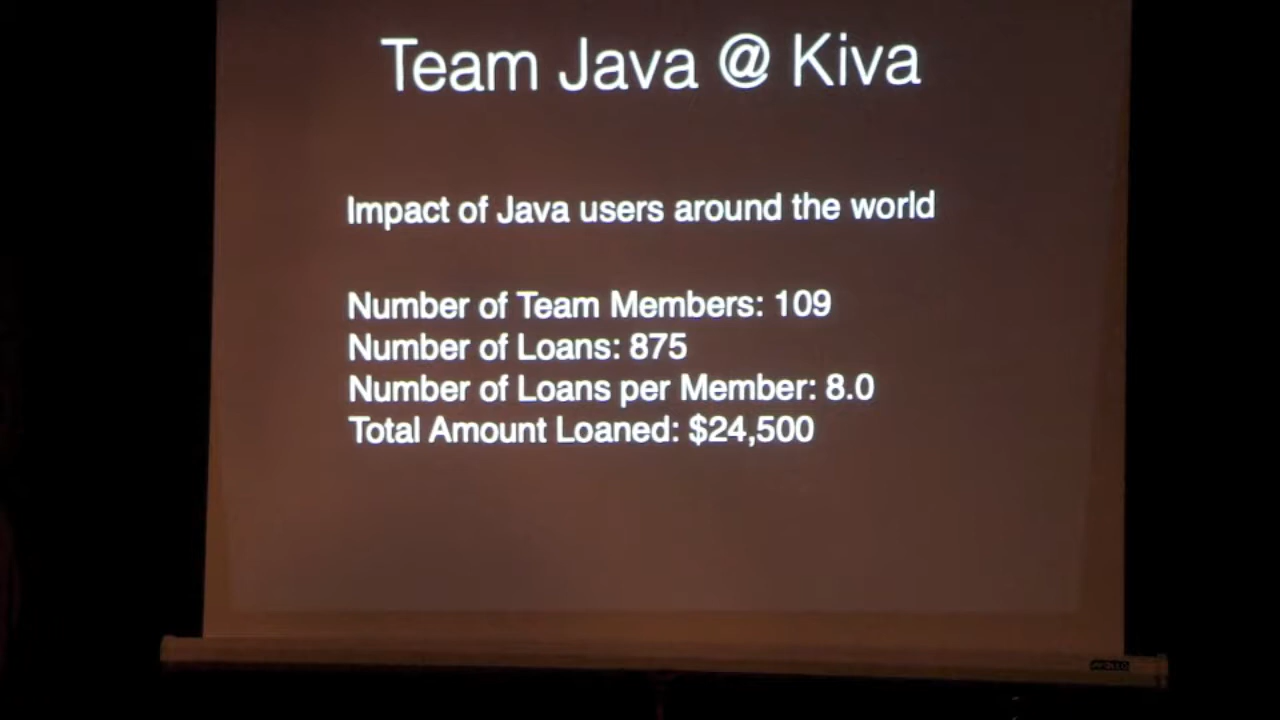 Team Java @ Kiva
Impact of Java users around the world
Number of Team Members: 109
Number of Loans: 875
Number of Loans per Member: 8.0
Total Amount Loaned: $24,500